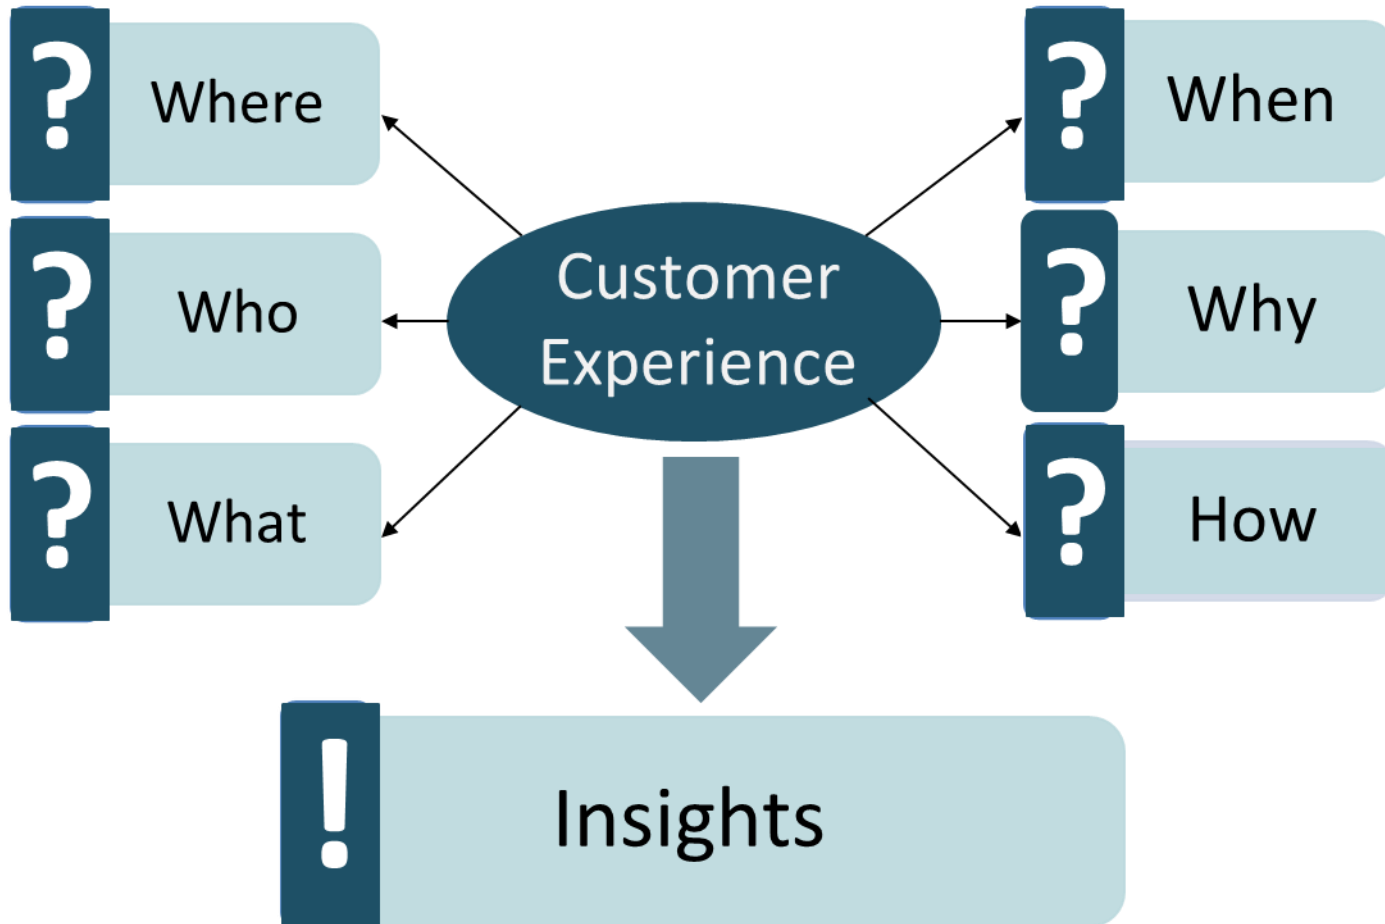 ? Where
? Who
? What
Customer
Experience
? When
? Why
? How
! Insights